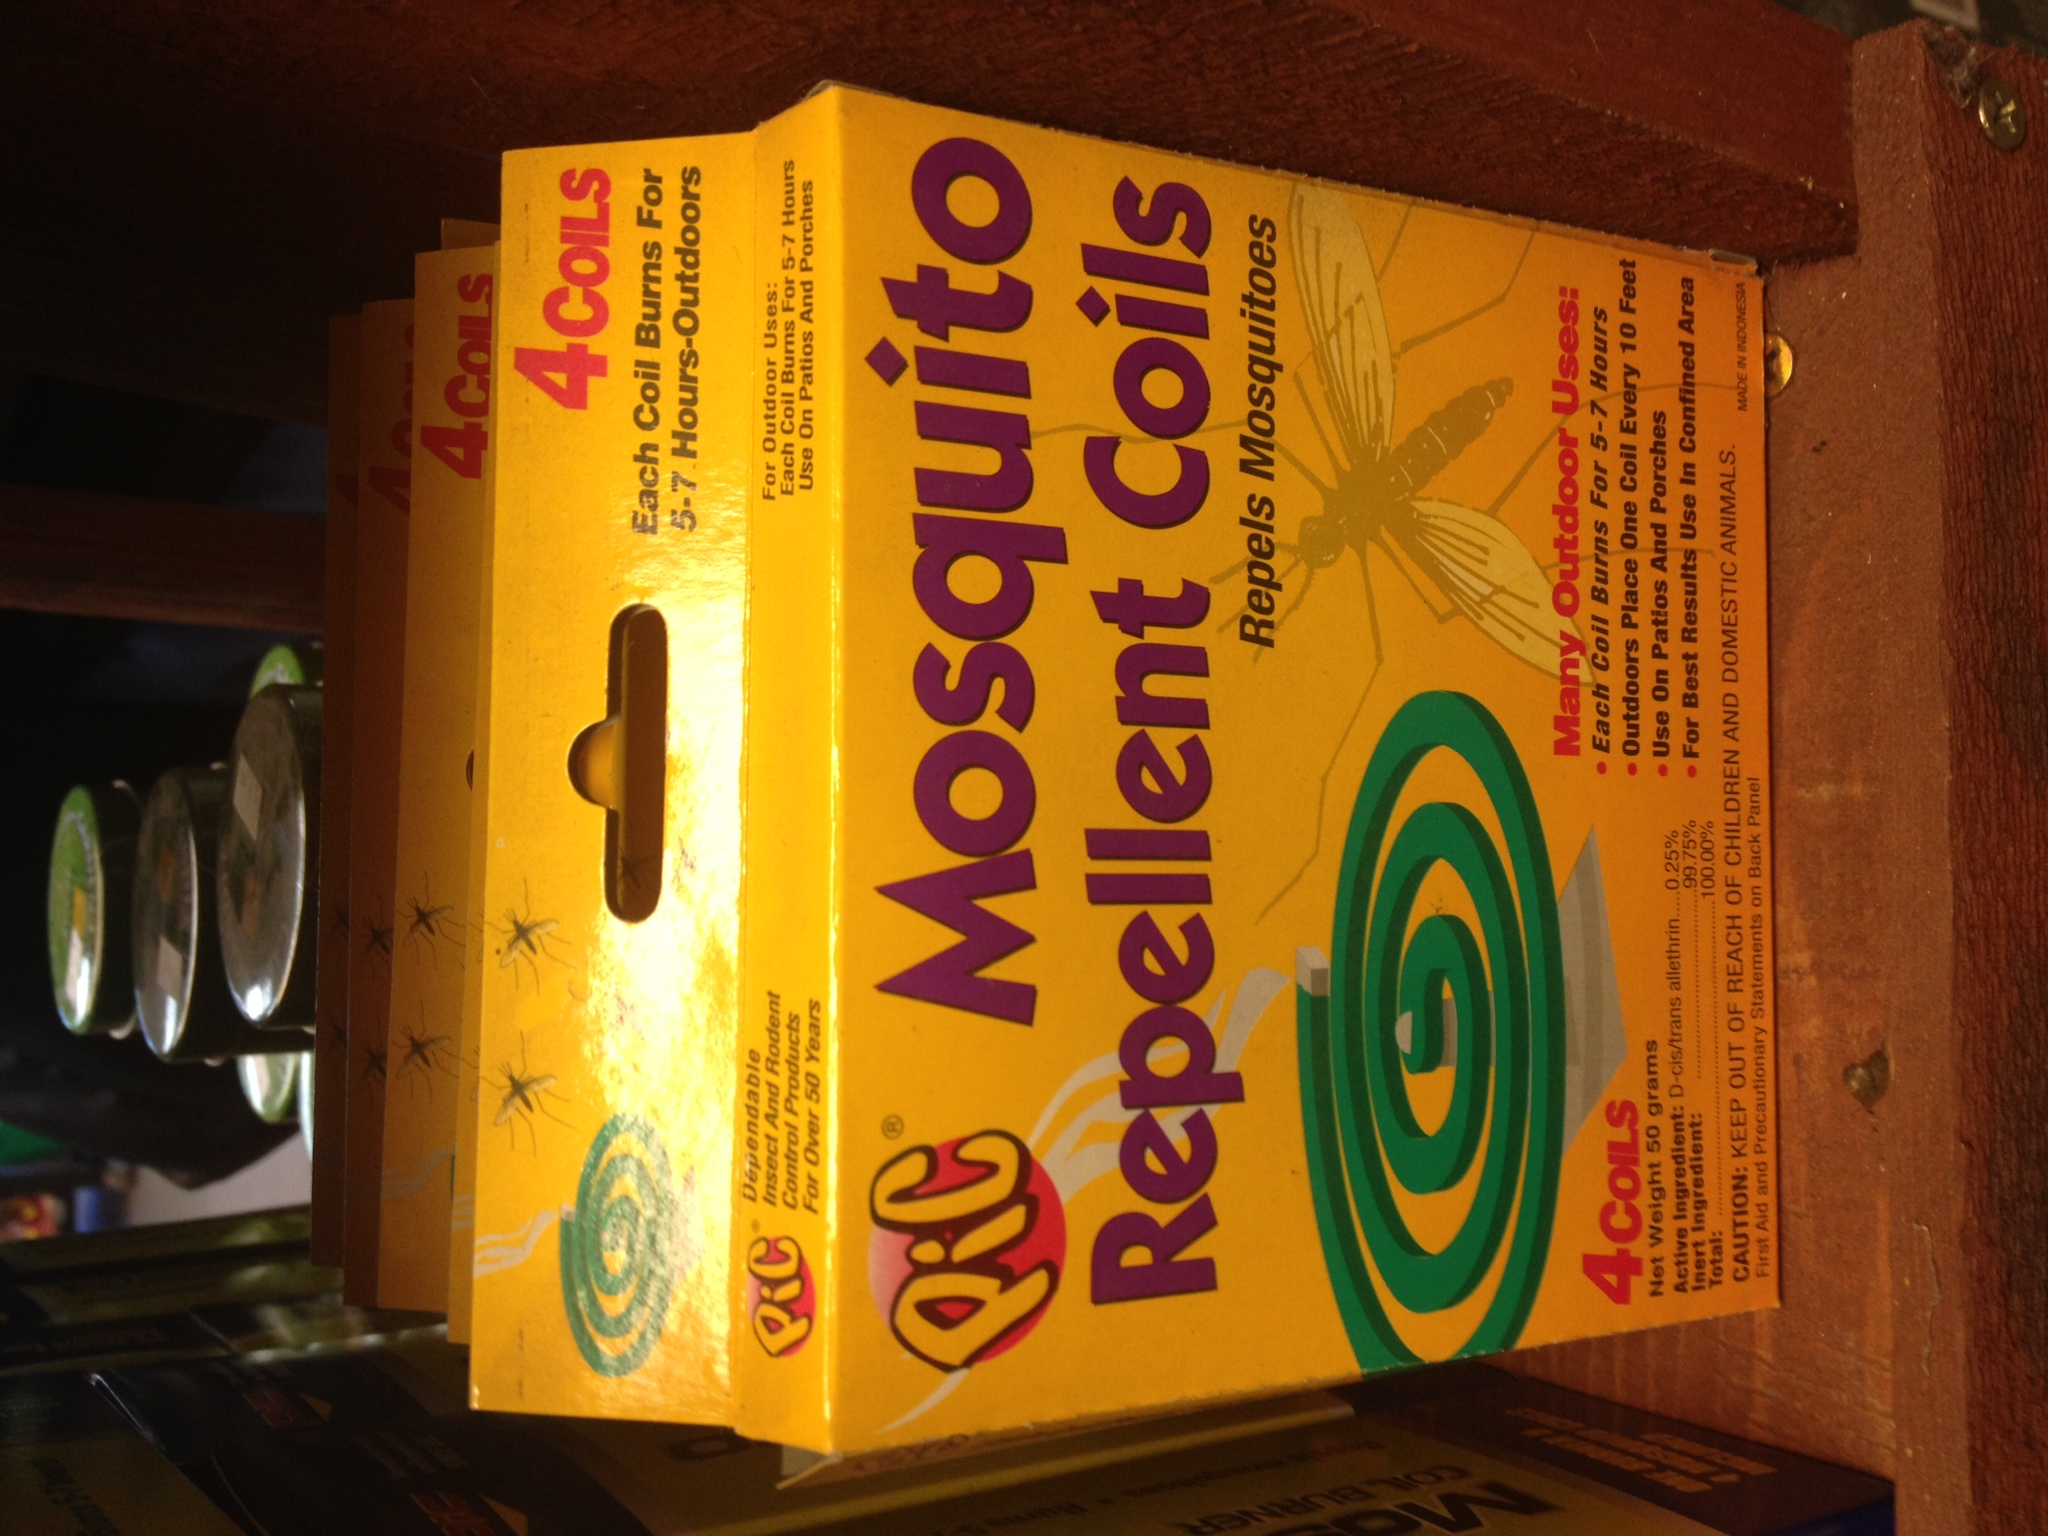 4 COILS
4 COILS
Each Coil Burns For
5-7 Hours-Outdoors
PiC®
Dependable
Insect And Rodent
Control Products
For Over 50 Years
For Outdoor Uses:
Each Coil Burns For 5-7 Hours
Use On Patios And Porches
PiC®
Mosquito
Repellent Coils
Repels Mosquitoes
Many Outdoor Uses:
• Each Coil Burns For 5-7 Hours
• Outdoors Place One Coil Every 10 Feet
• Use On Patios And Porches
• For Best Results Use In Confined Area
4 COILS
Net Weight 50 grams
Active Ingredient: D-cis/trans allethrin.....0.25%
Inert Ingredient: ....................................99.75%
Total: ............................................................100.00%
CAUTION: KEEP OUT OF REACH OF CHILDREN AND DOMESTIC ANIMALS.
First Aid and Precautionary Statements on Back Panel
MADE IN INDONESIA
COIL BURNER